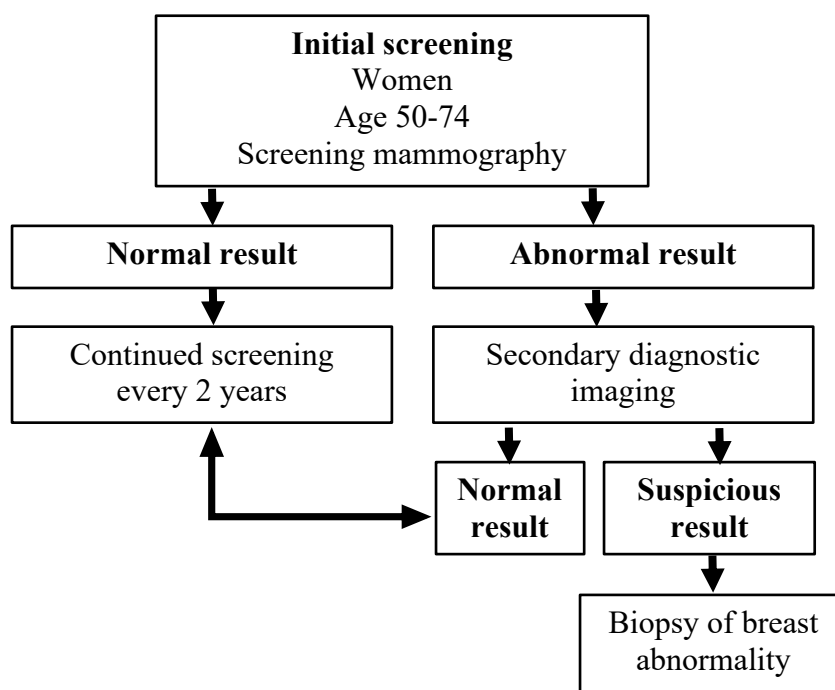 Initial screening
Women
Age 50-74
Screening mammography
Normal result
Abnormal result
Continued screening
every 2 years
Secondary diagnostic
imaging
Normal
result
Suspicious
result
Biopsy of breast
abnormality